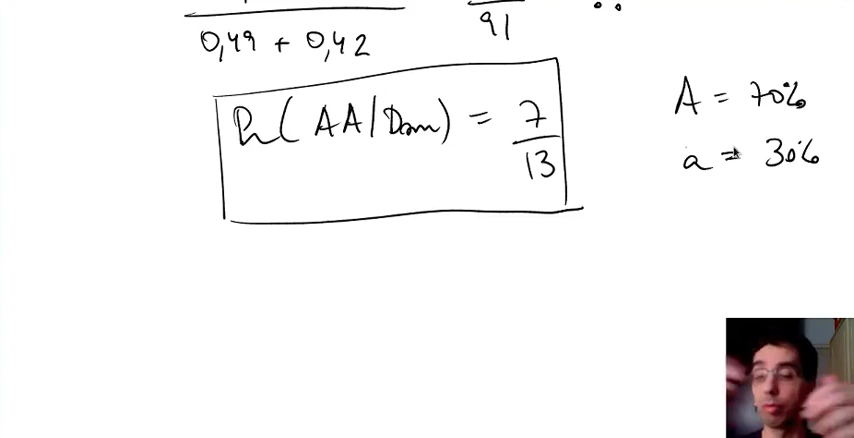 0,49 + 0,42
91
Pr(AA/Dom) = 7/13
A = 70%
a = 30%